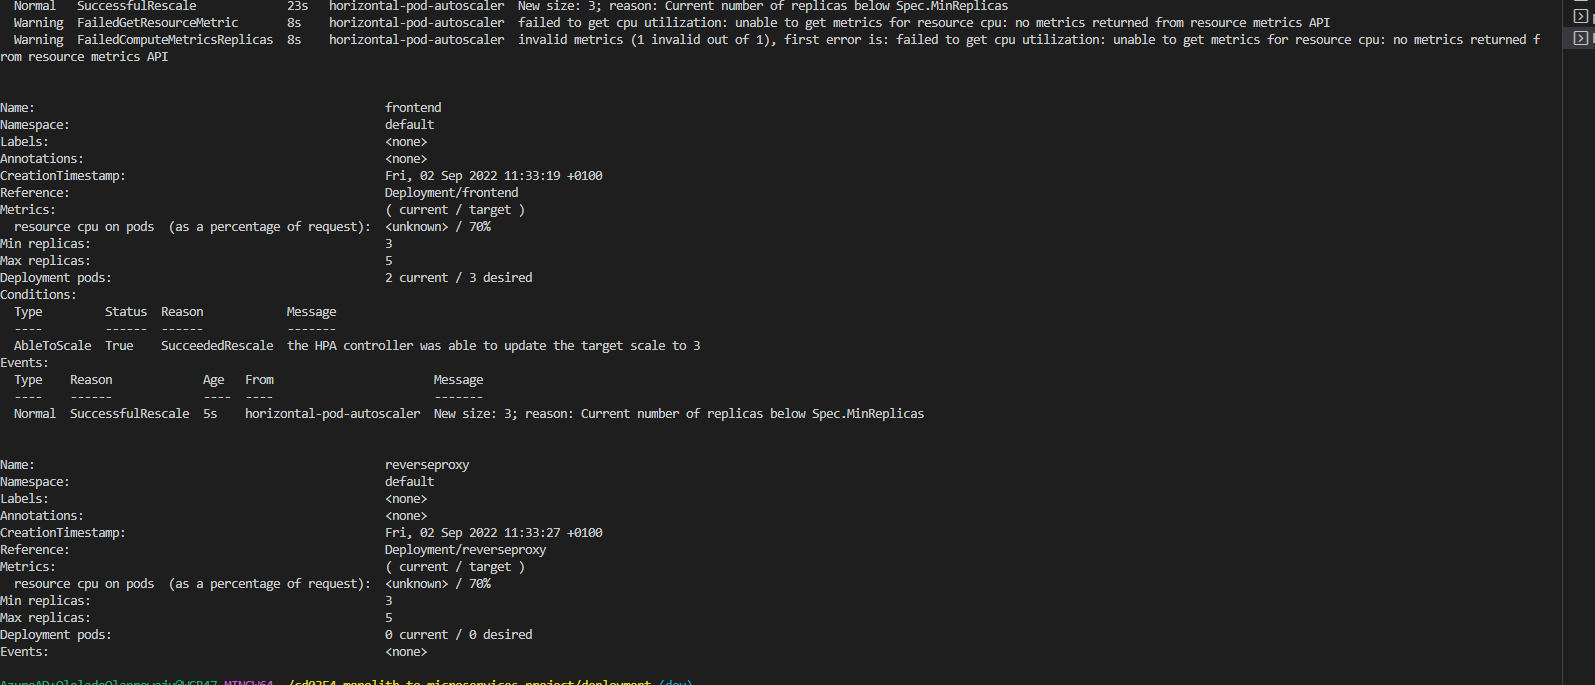 Normal   SuccessfulRescale             23s   horizontal-pod-autoscaler  New size: 3; reason: Current number of replicas below Spec.MinReplicas
Warning  FailedGetResourceMetric       8s    horizontal-pod-autoscaler  failed to get cpu utilization: unable to get metrics for resource cpu: no metrics returned from resource metrics API
Warning  FailedComputeMetricsReplicas  8s    horizontal-pod-autoscaler  invalid metrics (1 invalid out of 1), first error is: failed to get cpu utilization: unable to get metrics for resource cpu: no metrics returned f
rom resource metrics API
Name:                                                  frontend
Namespace:                                             default
Labels:                                                <none>
Annotations:                                           <none>
CreationTimestamp:                                     Fri, 02 Sep 2022 11:33:19 +0100
Reference:                                             Deployment/frontend
Metrics:                                               ( current / target )
  resource cpu on pods  (as a percentage of request):  <unknown> / 70%
Min replicas:                                          3
Max replicas:                                          5
Deployment pods:                                       2 current / 3 desired
Conditions:
  Type         Status  Reason            Message
  ----         ------  ------            -------
  AbleToScale  True    SucceededRescale  the HPA controller was able to update the target scale to 3
Events:
  Type    Reason             Age   From                       Message
  ----    ------             ----  ----                       -------
  Normal  SuccessfulRescale  5s    horizontal-pod-autoscaler  New size: 3; reason: Current number of replicas below Spec.MinReplicas
Name:                                                  reverseproxy
Namespace:                                             default
Labels:                                                <none>
Annotations:                                           <none>
CreationTimestamp:                                     Fri, 02 Sep 2022 11:33:27 +0100
Reference:                                             Deployment/reverseproxy
Metrics:                                               ( current / target )
  resource cpu on pods  (as a percentage of request):  <unknown> / 70%
Min replicas:                                          3
Max replicas:                                          5
Deployment pods:                                       0 current / 0 desired
Events:                                                <none>